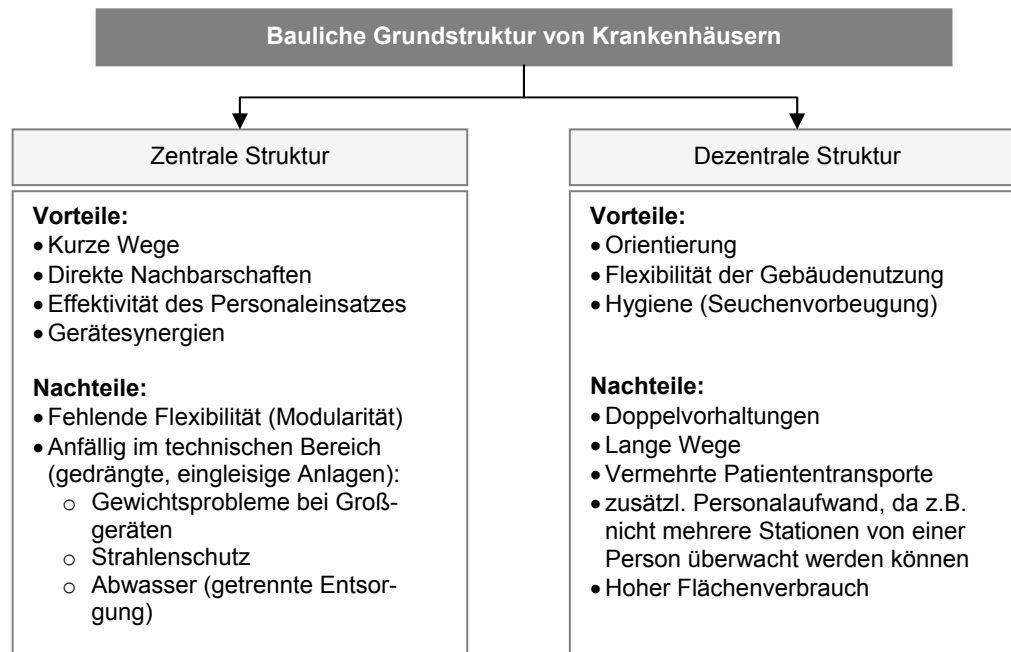 Bauliche Grundstruktur von Krankenhäusern
Zentrale Struktur
Vorteile:
• Kurze Wege
• Direkte Nachbarschaften
• Effektivität des Personaleinsatzes
• Gerätesynergien
Nachteile:
• Fehlende Flexibilität (Modularität)
• Anfällig im technischen Bereich
(gedrängte, eingleisige Anlagen):
o Gewichtsprobleme bei Groß-
geräten
o Strahlenschutz
o Abwasser (getrennte Entsor-
gung)
Dezentrale Struktur
Vorteile:
• Orientierung
• Flexibilität der Gebäudenutzung
• Hygiene (Seuchenvorbeugung)
Nachteile:
• Doppelvorhaltungen
• Lange Wege
• Vermehrte Patiententransporte
• zusätzl. Personalaufwand, da z.B.
nicht mehrere Stationen von einer
Person überwacht werden können
• Hoher Flächenverbrauch